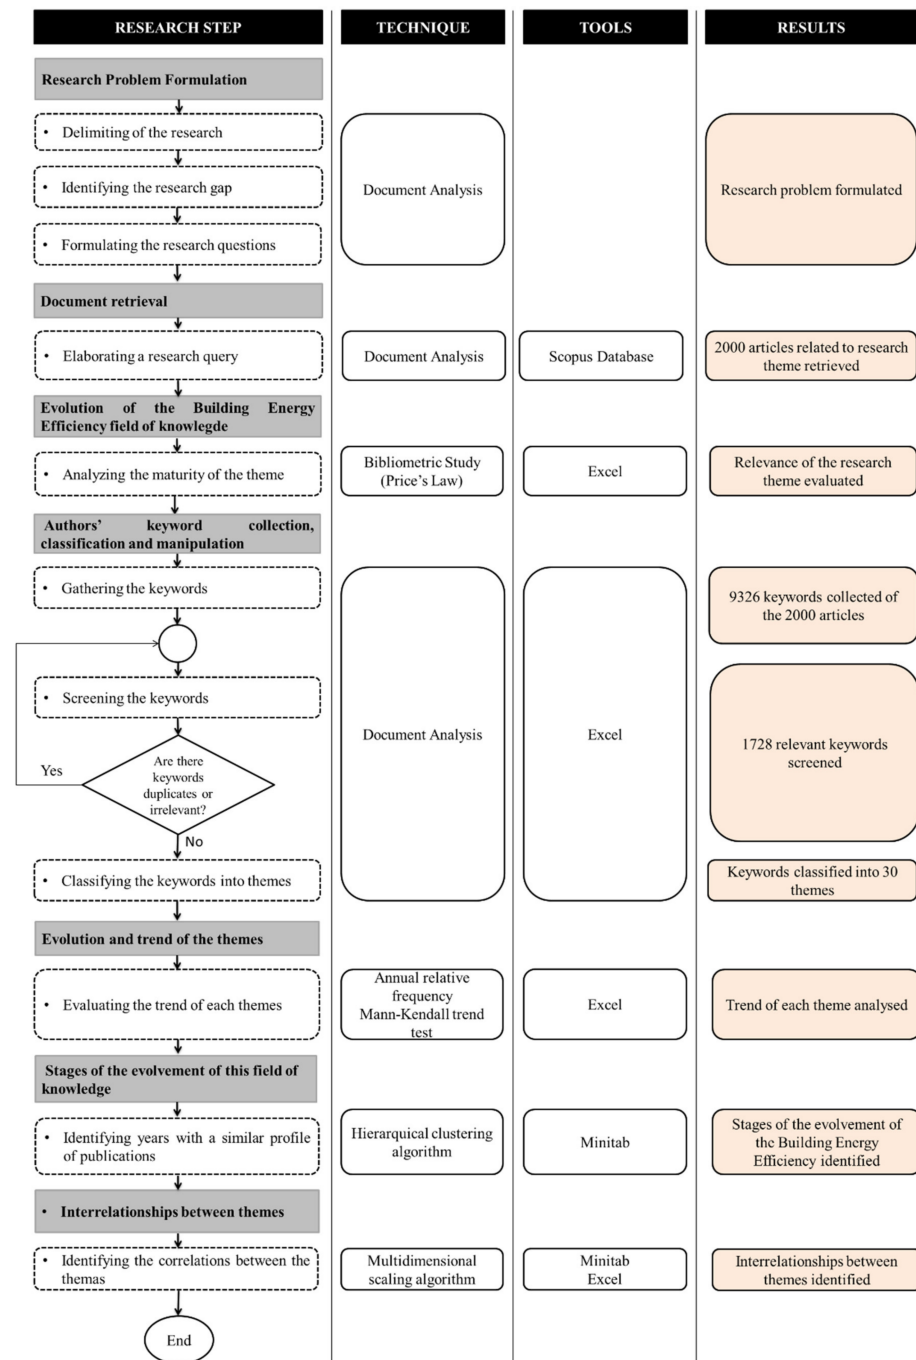 RESEARCH STEP
TECHNIQUE
TOOLS
RESULTS
Research Problem Formulation
• Delimiting of the research
• Identifying the research gap
• Formulating the research questions
Document Analysis
Research problem formulated
Document retrieval
• Elaborating a research query
Document Analysis
Scopus Database
2000 articles related to research
theme retrieved
Evolution of the Building Energy
Efficiency field of knowlegde
• Analyzing the maturity of the theme
Bibliometric Study
(Price's Law)
Excel
Relevance of the research
theme evaluated
Authors' keyword collection,
classification and manipulation
• Gathering the keywords
• Screening the keywords
Yes
Are there
keywords
duplicates or
irrelevant?
No
• Classifying the keywords into themes
Document Analysis
Excel
9326 keywords collected of
the 2000 articles
1728 relevant keywords
screened
Keywords classified into 30
themes
Evolution and trend of the themes
• Evaluating the trend of each themes
Annual relative
frequency
Mann-Kendall trend
test
Excel
Trend of each theme analysed
Stages of the evolvement of this field of
knowledge
• Identifying years with a similar profile
of publications
Hierarquical clustering
algorithm
Minitab
Stages of the evolvement of
the Building Energy
Efficiency identified
• Interrelationships between themes
• Identifying the correlations between the
themas
Multidimensional
scaling algorithm
Minitab
Excel
Interrelationships between
themes identified
End